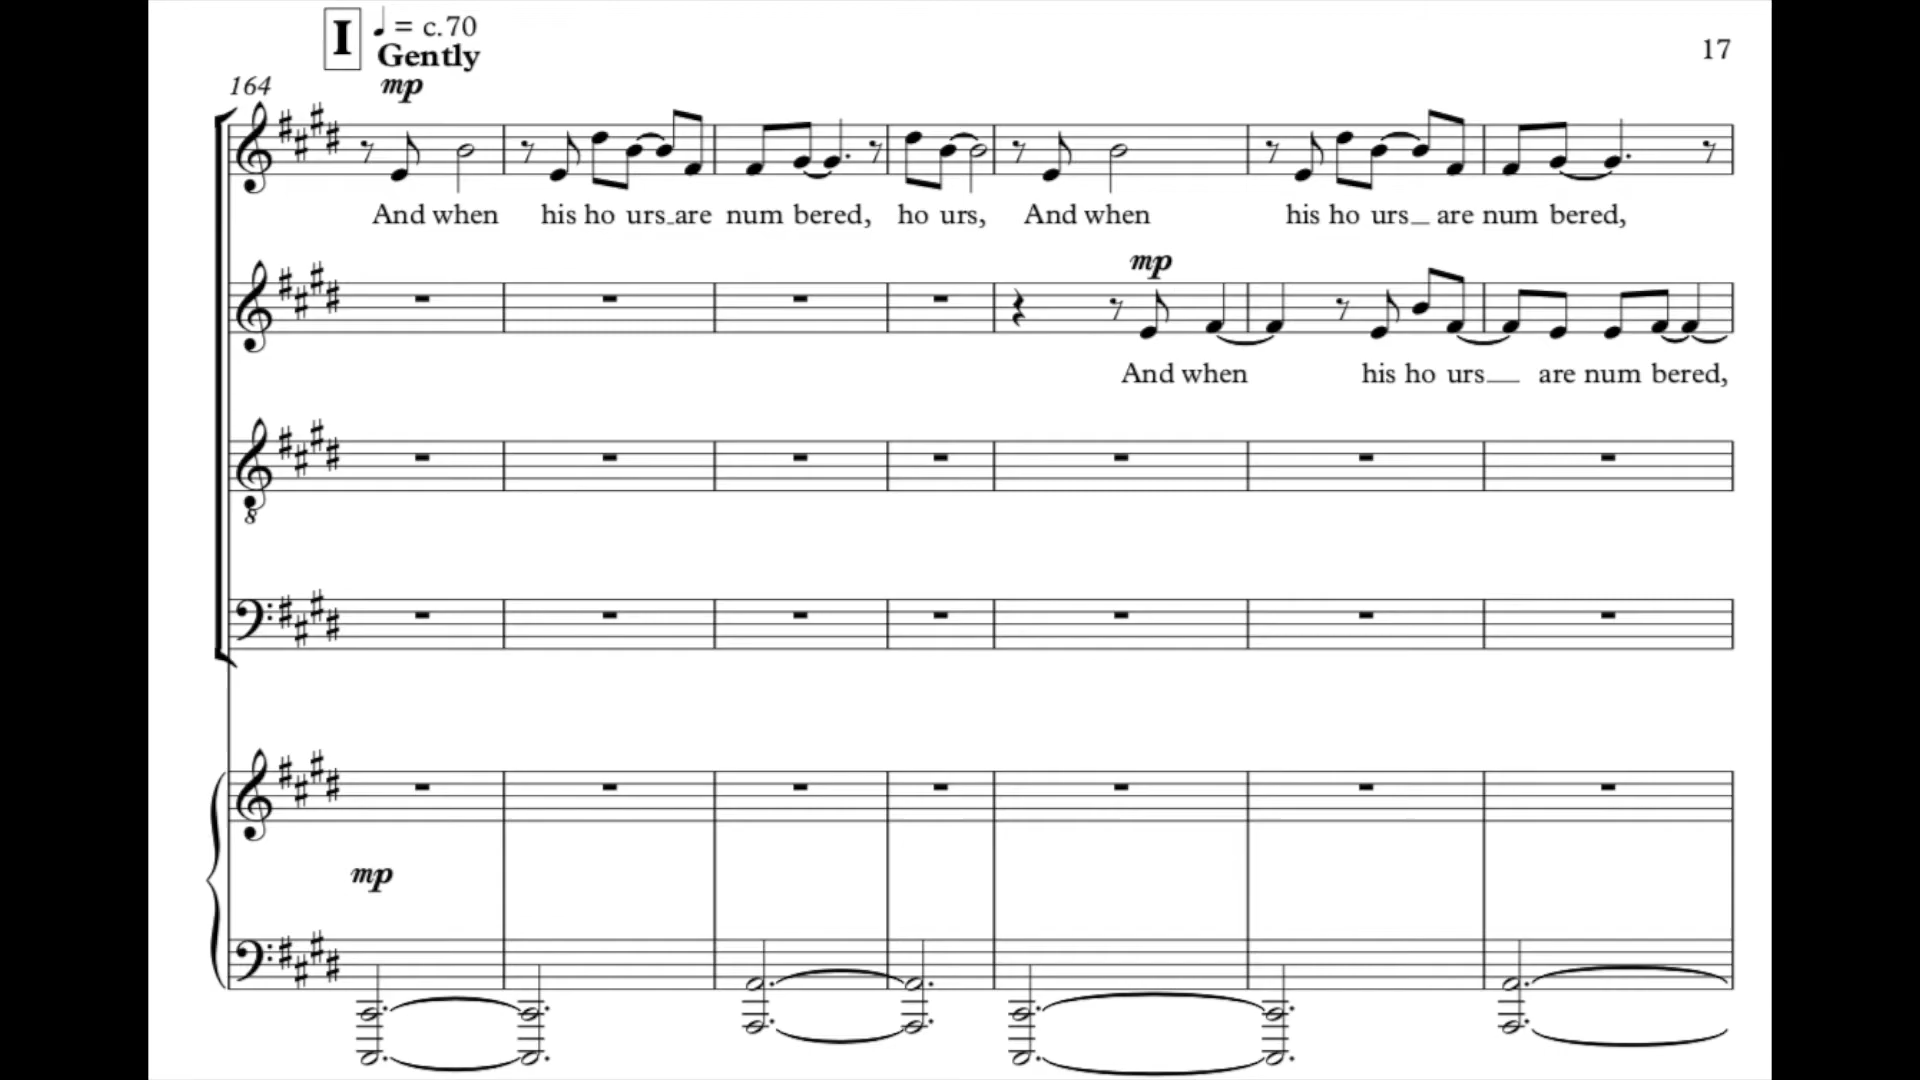 I ♩ = c.70
17
Gently
164
mp
And when his ho urs are num bered, ho urs, And when his ho urs are num bered,
mp
And when his ho urs are num bered,
8
mp